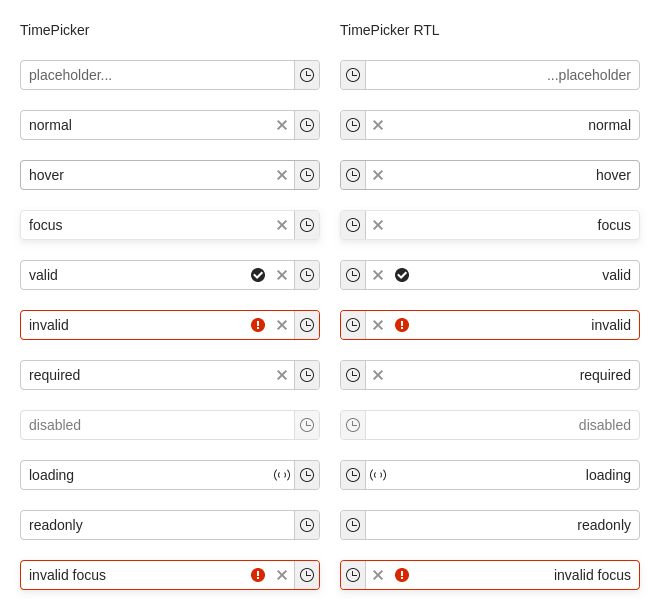 TimePicker TimePicker RTL
placeholder... ...placeholder
normal normal
hover hover
focus focus
valid valid
invalid invalid
required required
disabled disabled
loading loading
readonly readonly
invalid focus invalid focus